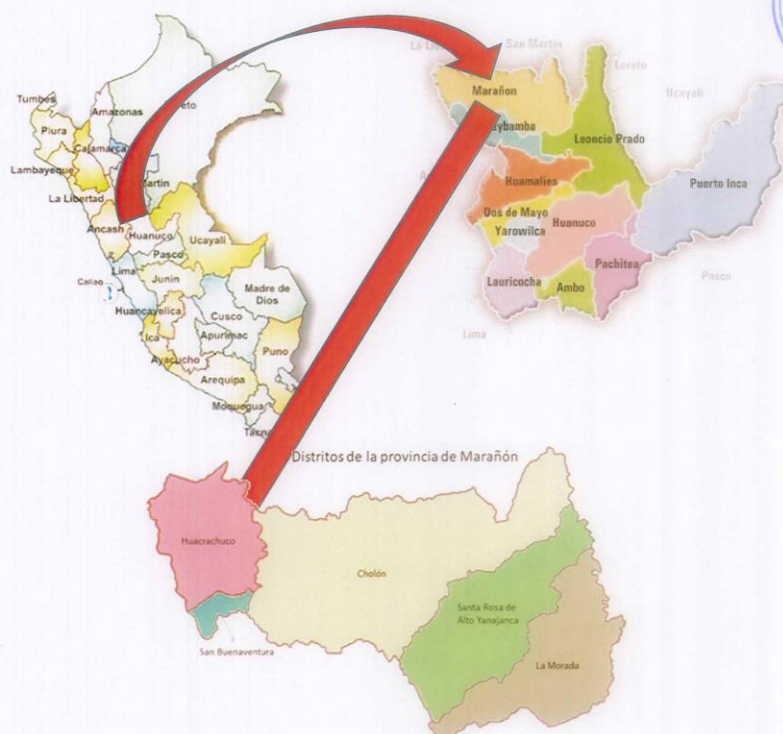 Tumbes
Piura
Lambayeque
Cajamarca
Amazonas
La Libertad
Ancash
Huanuco
Ucayali
Pasco
Lima
Callao
Junin
Huancavelica
Ica
Ayacucho
Cusco
Apurimac
Madre de
Dios
Arequipa
Puno
Moquegua
San Martin
Loreto
Ucayali
Marañon
Leoncio Prado
Huamalíes
Puerto Inca
Dos de Mayo
Yarowilca
Huanuco
Pachitea
Lauricocha
Ambo
Pasco
Lima
Distritos de la provincia de Marañón
Huacrachuco
Cholón
Santa Rosa de
Alto Yanajanca
San Buenaventura
La Morada